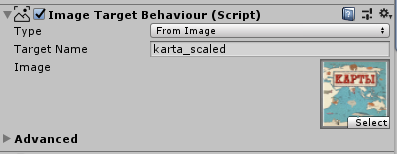 Image Target Behaviour (Script)
Type From Image
Target Name karta_scaled
Image
КАРТЫ
Select
Advanced